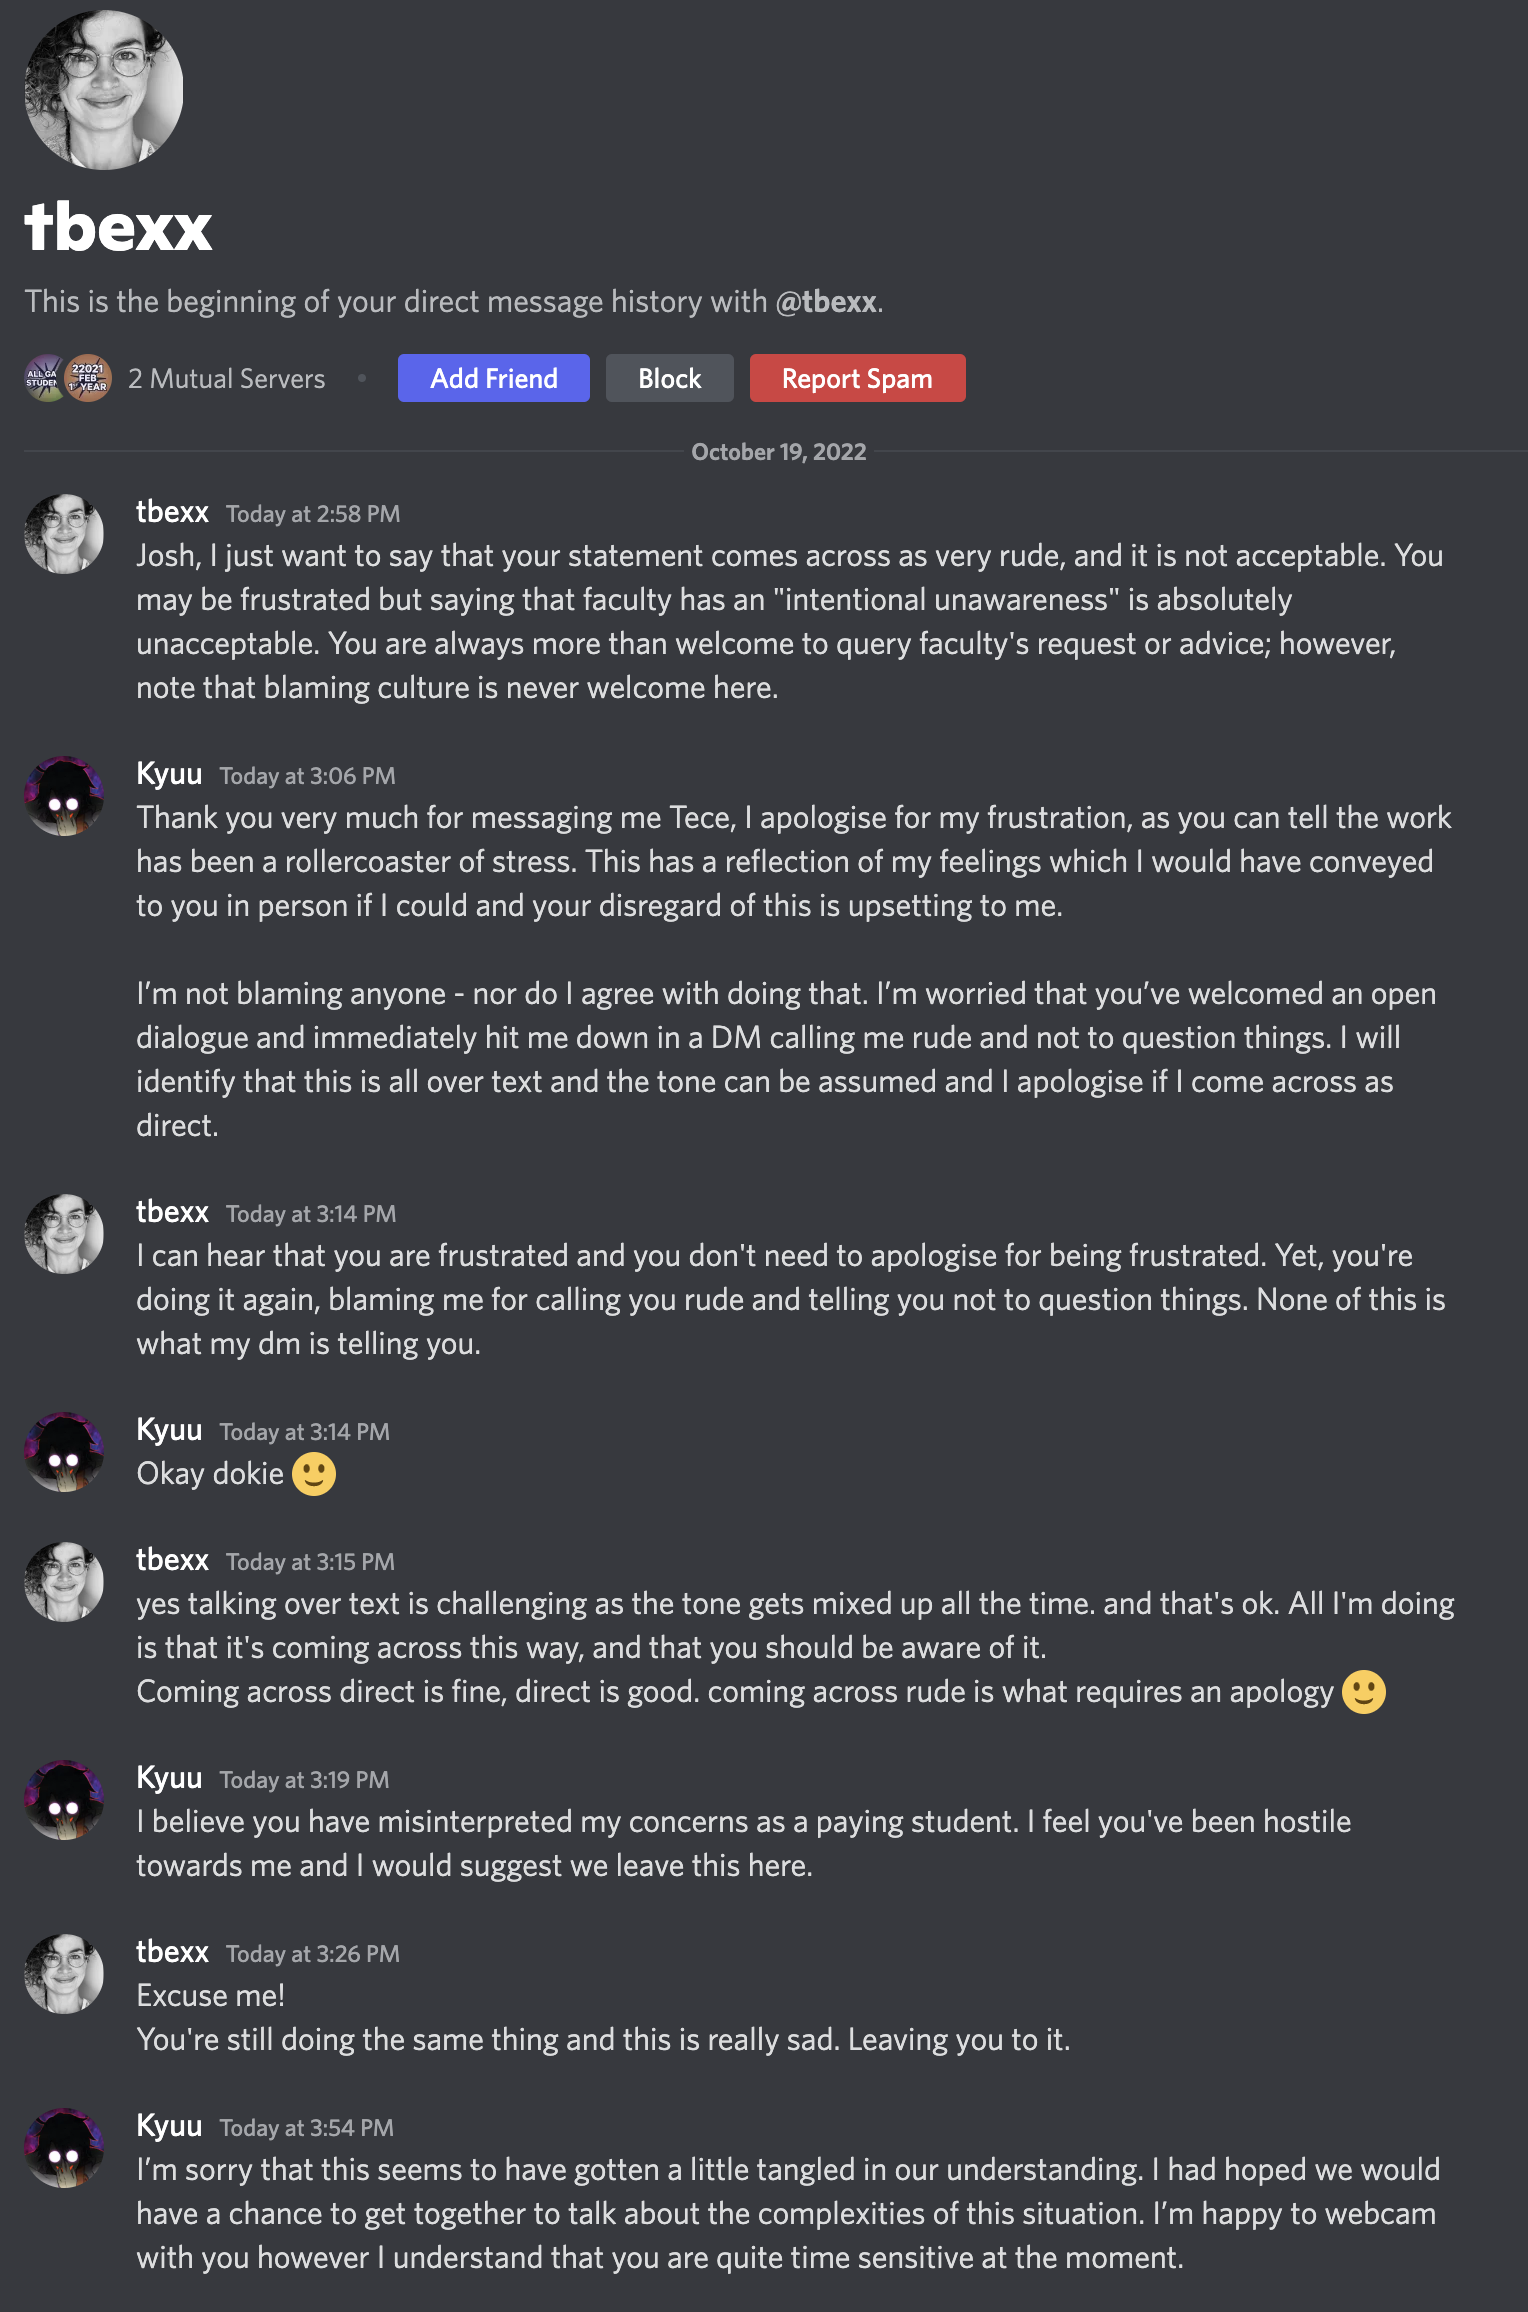 tbexx
This is the beginning of your direct message history with @tbexx.
ALL GA
STUDEN
22021
FEB
1st YEAR
2 Mutual Servers
Add Friend
Block
Report Spam
October 19, 2022
tbexx Today at 2:58 PM
Josh, I just want to say that your statement comes across as very rude, and it is not acceptable. You
may be frustrated but saying that faculty has an "intentional unawareness" is absolutely
unacceptable. You are always more than welcome to query faculty's request or advice; however,
note that blaming culture is never welcome here.
Kyuu Today at 3:06 PM
Thank you very much for messaging me Tece, I apologise for my frustration, as you can tell the work
has been a rollercoaster of stress. This has a reflection of my feelings which I would have conveyed
to you in person if I could and your disregard of this is upsetting to me.
I’m not blaming anyone - nor do I agree with doing that. I’m worried that you’ve welcomed an open
dialogue and immediately hit me down in a DM calling me rude and not to question things. I will
identify that this is all over text and the tone can be assumed and I apologise if I come across as
direct.
tbexx Today at 3:14 PM
I can hear that you are frustrated and you don't need to apologise for being frustrated. Yet, you're
doing it again, blaming me for calling you rude and telling you not to question things. None of this is
what my dm is telling you.
Kyuu Today at 3:14 PM
Okay dokie 🙂
tbexx Today at 3:15 PM
yes talking over text is challenging as the tone gets mixed up all the time. and that's ok. All I'm doing
is that it's coming across this way, and that you should be aware of it.
Coming across direct is fine, direct is good. coming across rude is what requires an apology 🙂
Kyuu Today at 3:19 PM
I believe you have misinterpreted my concerns as a paying student. I feel you've been hostile
towards me and I would suggest we leave this here.
tbexx Today at 3:26 PM
Excuse me!
You're still doing the same thing and this is really sad. Leaving you to it.
Kyuu Today at 3:54 PM
I’m sorry that this seems to have gotten a little tangled in our understanding. I had hoped we would
have a chance to get together to talk about the complexities of this situation. I’m happy to webcam
with you however I understand that you are quite time sensitive at the moment.